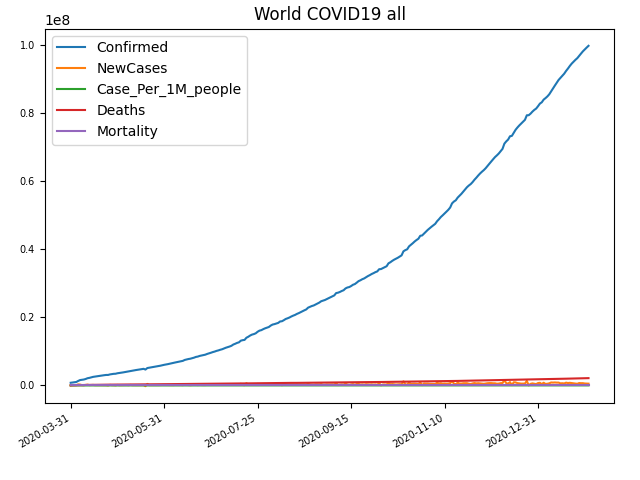 World COVID19 all
1e8
Confirmed
NewCases
Case_Per_1M_people
Deaths
Mortality
1.0
0.8
0.6
0.4
0.2
0.0
2020-03-31
2020-05-31
2020-07-25
2020-09-15
2020-11-10
2020-12-31